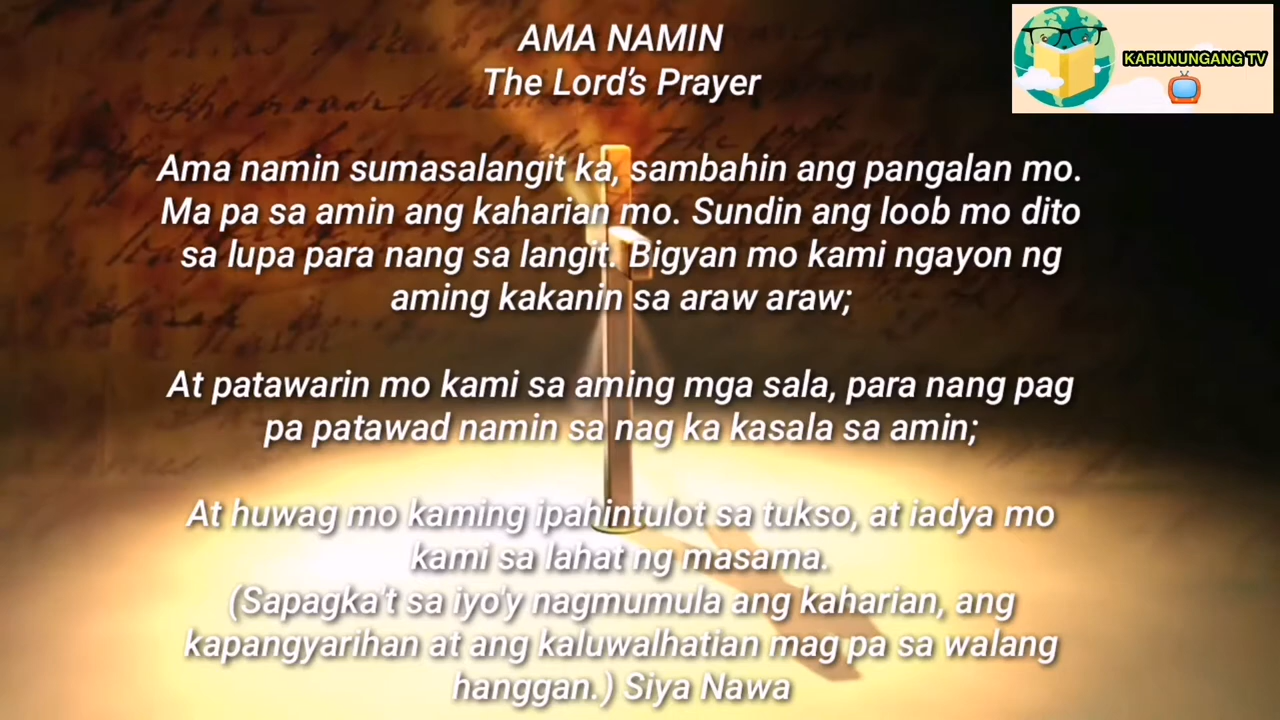 AMA NAMIN
The Lord's Prayer
KARUNUNGANG TV
Ama namin sumasalangit ka, sambahin ang pangalan mo.
Ma pa sa amin ang kaharian mo. Sundin ang loob mo dito
sa lupa para nang sa langit. Bigyan mo kami ngayon ng
aming kakanin sa araw araw;
At patawarin mo kami sa aming mga sala, para nang pag
pa patawad namin sa nag ka kasala sa amin;
At huwag mo kaming ipahintulot sa tukso, at iadya mo
kami sa lahat ng masama.
(Sapagka't sa iyo'y nagmumula ang kaharian, ang
kapangyarihan at ang kaluwalhatian mag pa sa walang
hanggan.) Siya Nawa